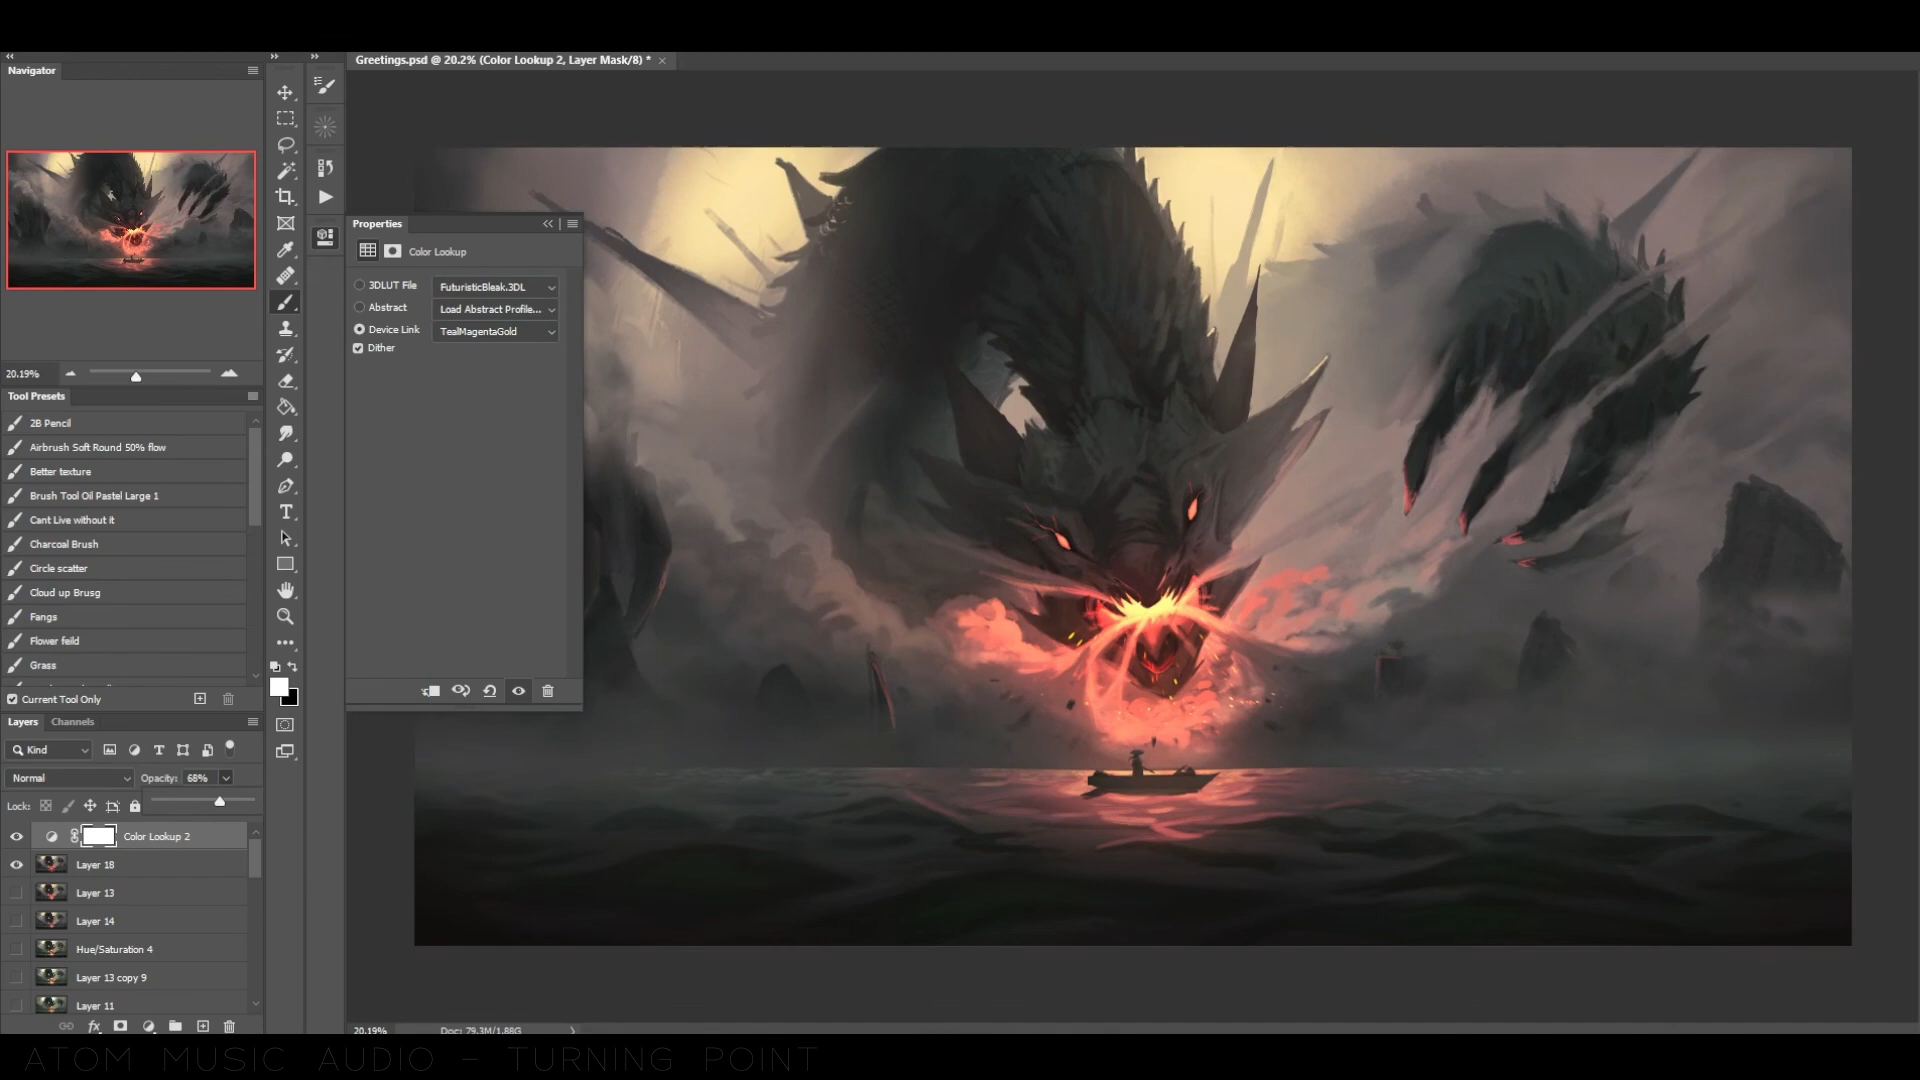 Greetings.psd @ 20.2% (Color Lookup 2, Layer Mask/8) *
Navigator
20.19%
Tool Presets
2B Pencil
Airbrush Soft Round 50% flow
Better texture
Brush Tool Oil Pastel Large 1
Cant Live without it
Charcoal Brush
Circle scatter
Cloud up Brusg
Fangs
Flower feild
Grass
Current Tool Only
Layers Channels
Kind
Normal Opacity: 68%
Lock:
Color Lookup 2
Layer 18
Layer 13
Layer 14
Hue/Saturation 4
Layer 13 copy 9
Layer 11
Properties
Color Lookup
3DLUT File FuturisticBleak.3DL
Abstract Load Abstract Profile...
Device Link TealMagentaGold
Dither
20.19% Doc: 79.3M/1.88G
ATOM MUSIC AUDIO - TURNING POINT